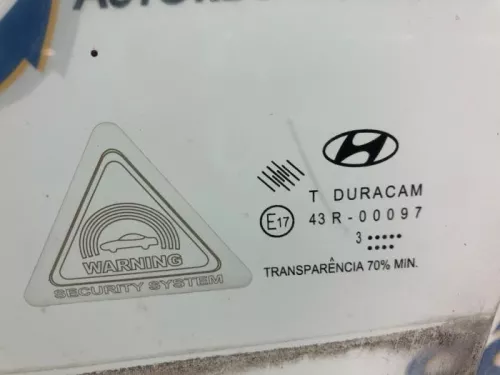 T DURACAM
E17
43R-00097
3
TRANSPARÊNCIA 70% MIN.
WARNING
SECURITY SYSTEM